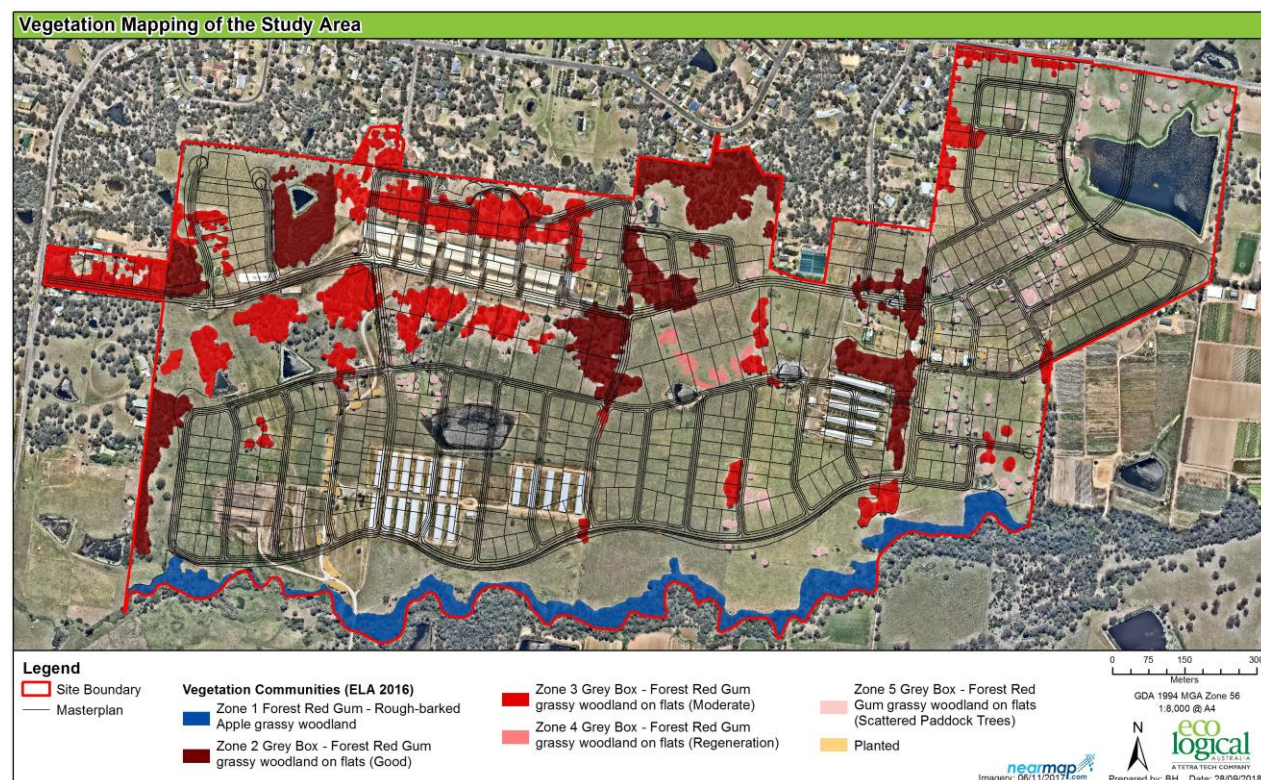 Vegetation Mapping of the Study Area
Legend
Site Boundary
Masterplan
Vegetation Communities (ELA 2016)
Zone 1 Forest Red Gum - Rough-barked
Apple grassy woodland
Zone 2 Grey Box - Forest Red Gum
grassy woodland on flats (Good)
Zone 3 Grey Box - Forest Red Gum
grassy woodland on flats (Moderate)
Zone 4 Grey Box - Forest Red Gum
grassy woodland on flats (Regeneration)
Zone 5 Grey Box - Forest Red
Gum grassy woodland on flats
(Scattered Paddock Trees)
Planted
0 75 150 300
Meters
GDA 1994 MGA Zone 56
1:8,000 @ A4
N
eco
logical
AUSTRALIA
A TETRA TECH COMPANY
nearmap
.com
Imagery: 06/11/2017
Prepared by: BH Date: 28/09/2018